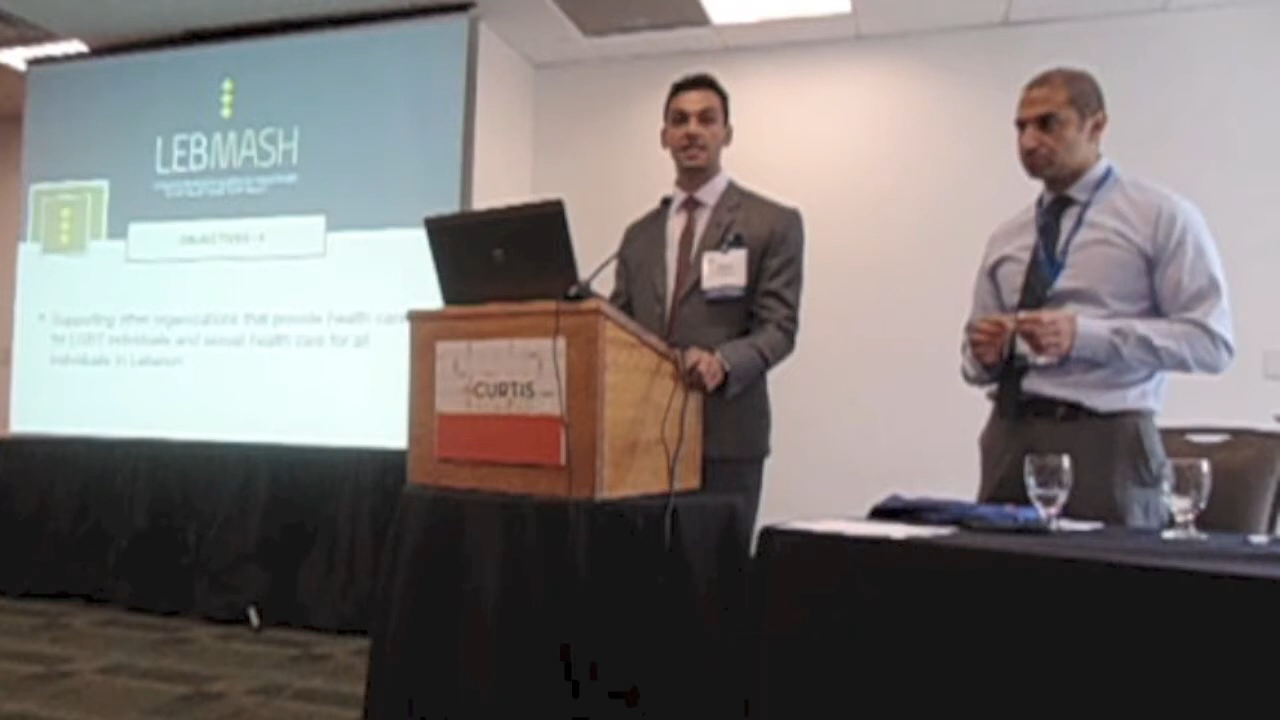 LEBMASH
OBJECTIVES - 4
• Supporting other organizations that provide health care
for LGBT individuals and sexual health care for all
individuals in Lebanon
CURTIS